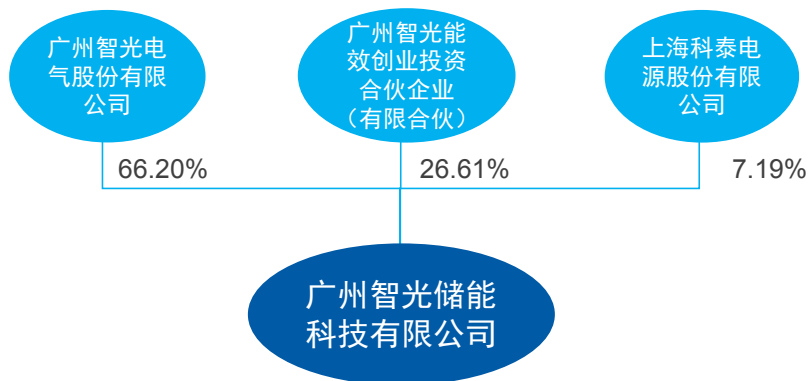 广州智光电
气股份有限
公司
广州智光能
效创业投资
合伙企业
（有限合伙）
上海科泰电
源股份有限
公司
66.20%
26.61%
7.19%
广州智光储能
科技有限公司